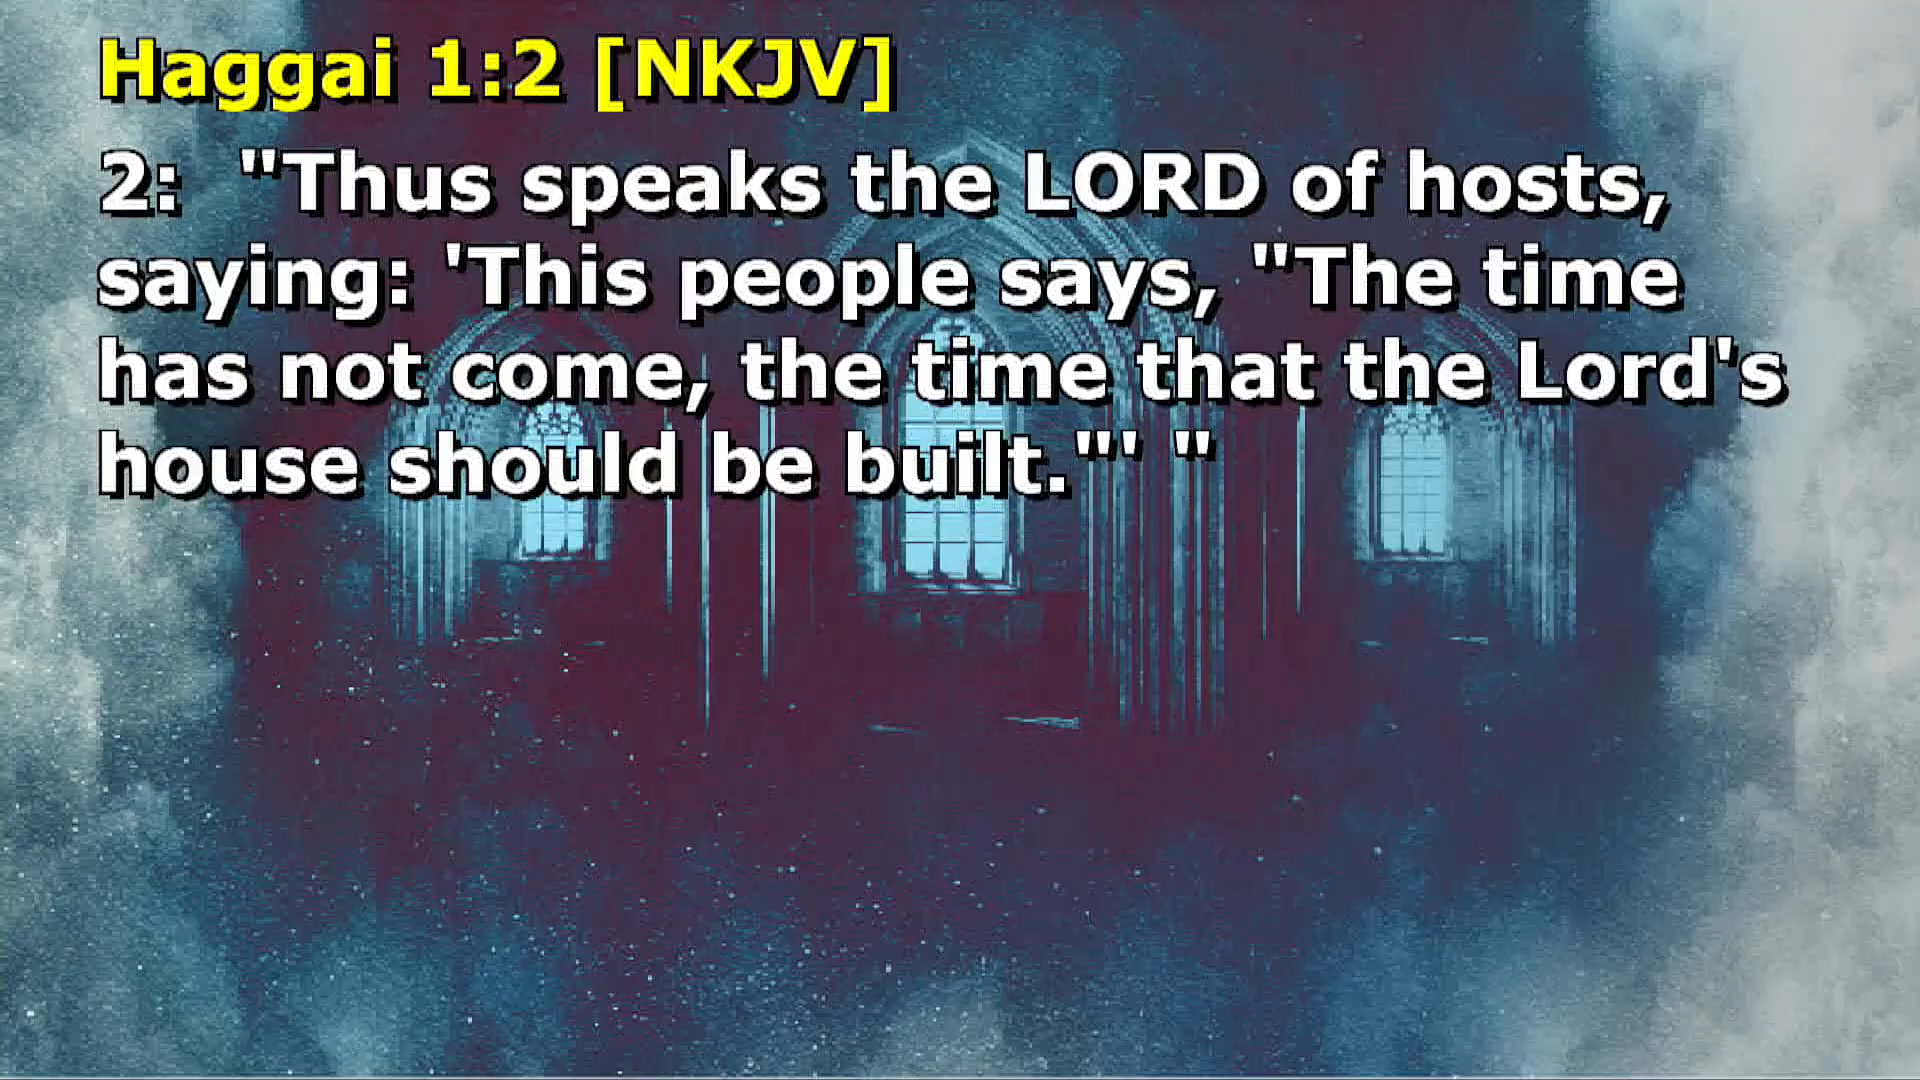 Haggai 1:2 [NKJV]
2: "Thus speaks the LORD of hosts,
saying: 'This people says, "The time
has not come, the time that the Lord's
house should be built."' "